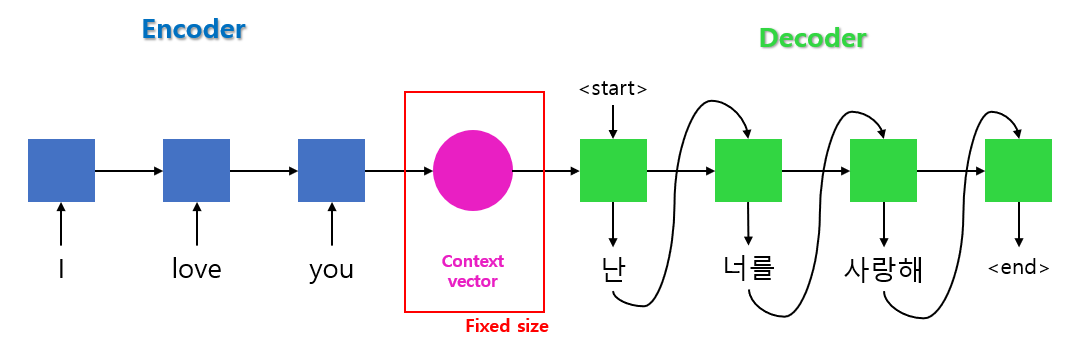 Encoder
Decoder
<start>
Context
vector
Fixed size
I
love
you
난
너를
사랑해
<end>